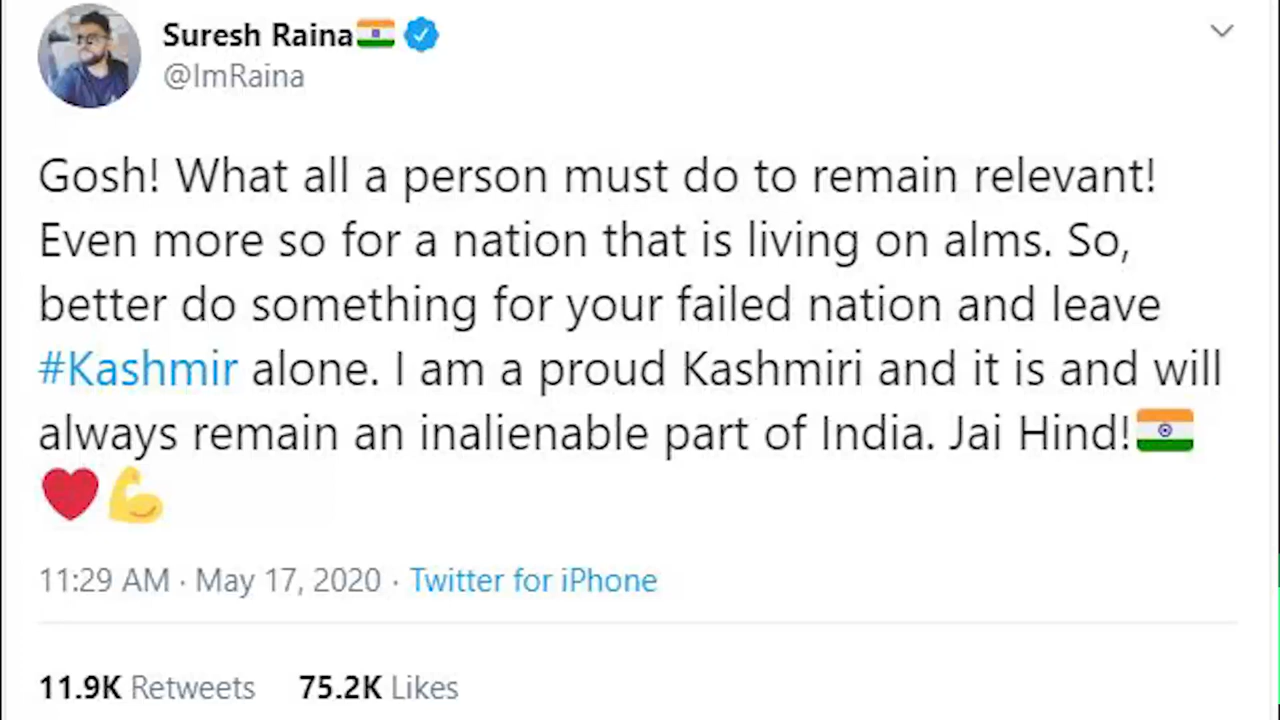 Suresh Raina🇮🇳
@ImRaina
Gosh! What all a person must do to remain relevant!
Even more so for a nation that is living on alms. So,
better do something for your failed nation and leave
#Kashmir alone. I am a proud Kashmiri and it is and will
always remain an inalienable part of India. Jai Hind!🇮🇳
❤️💪
11:29 AM · May 17, 2020 · Twitter for iPhone
11.9K Retweets 75.2K Likes